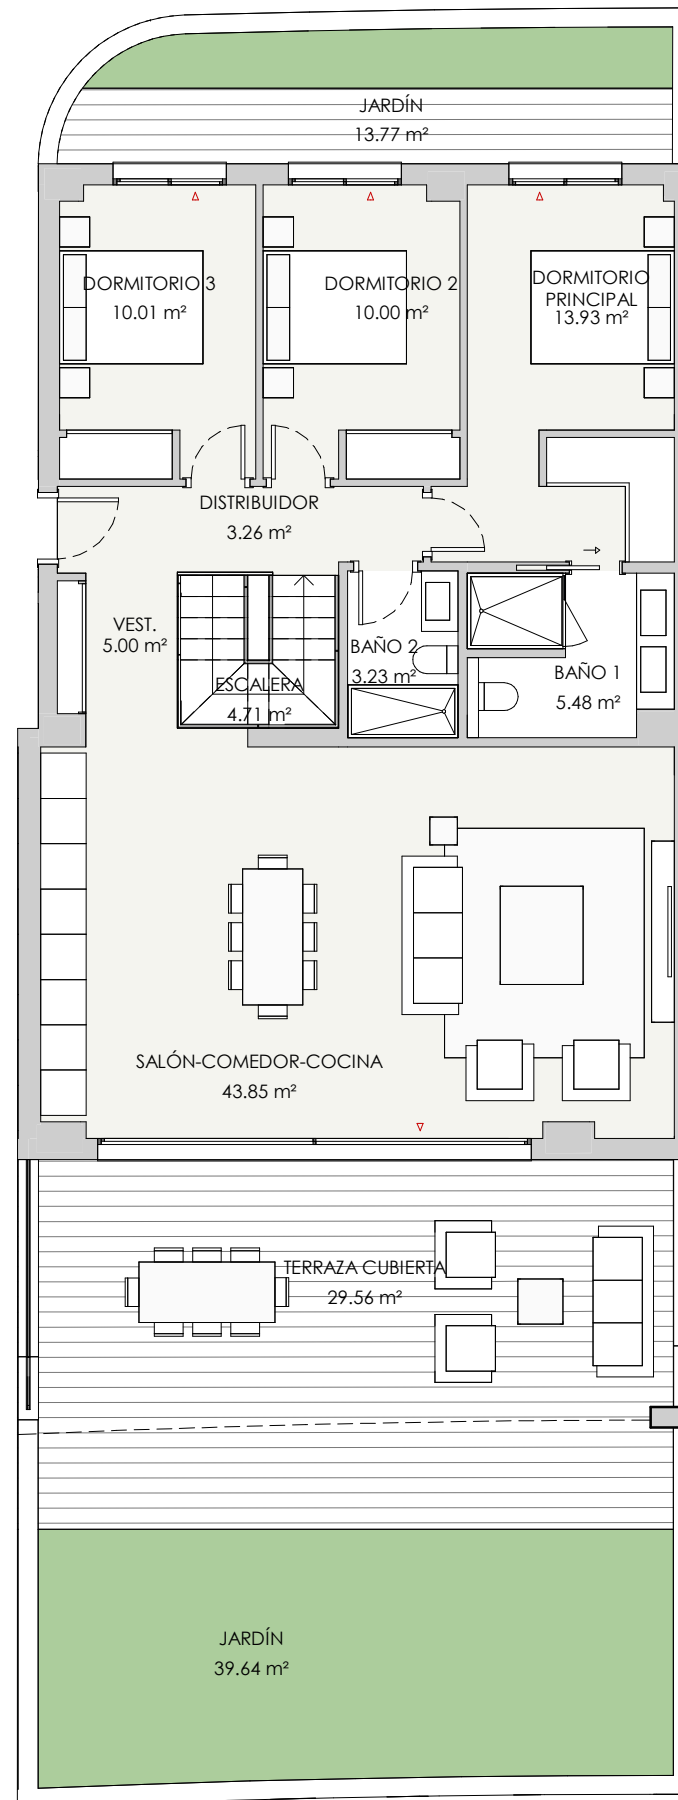 JARDÍN
13.77 m²
DORMITORIO 3
10.01 m²
DORMITORIO 2
10.00 m²
DORMITORIO
PRINCIPAL
13.93 m²
DISTRIBUIDOR
3.26 m²
VEST.
5.00 m²
ESCALERA
4.71 m²
BAÑO 2
3.23 m²
BAÑO 1
5.48 m²
SALÓN-COMEDOR-COCINA
43.85 m²
TERRAZA CUBIERTA
29.56 m²
JARDÍN
39.64 m²